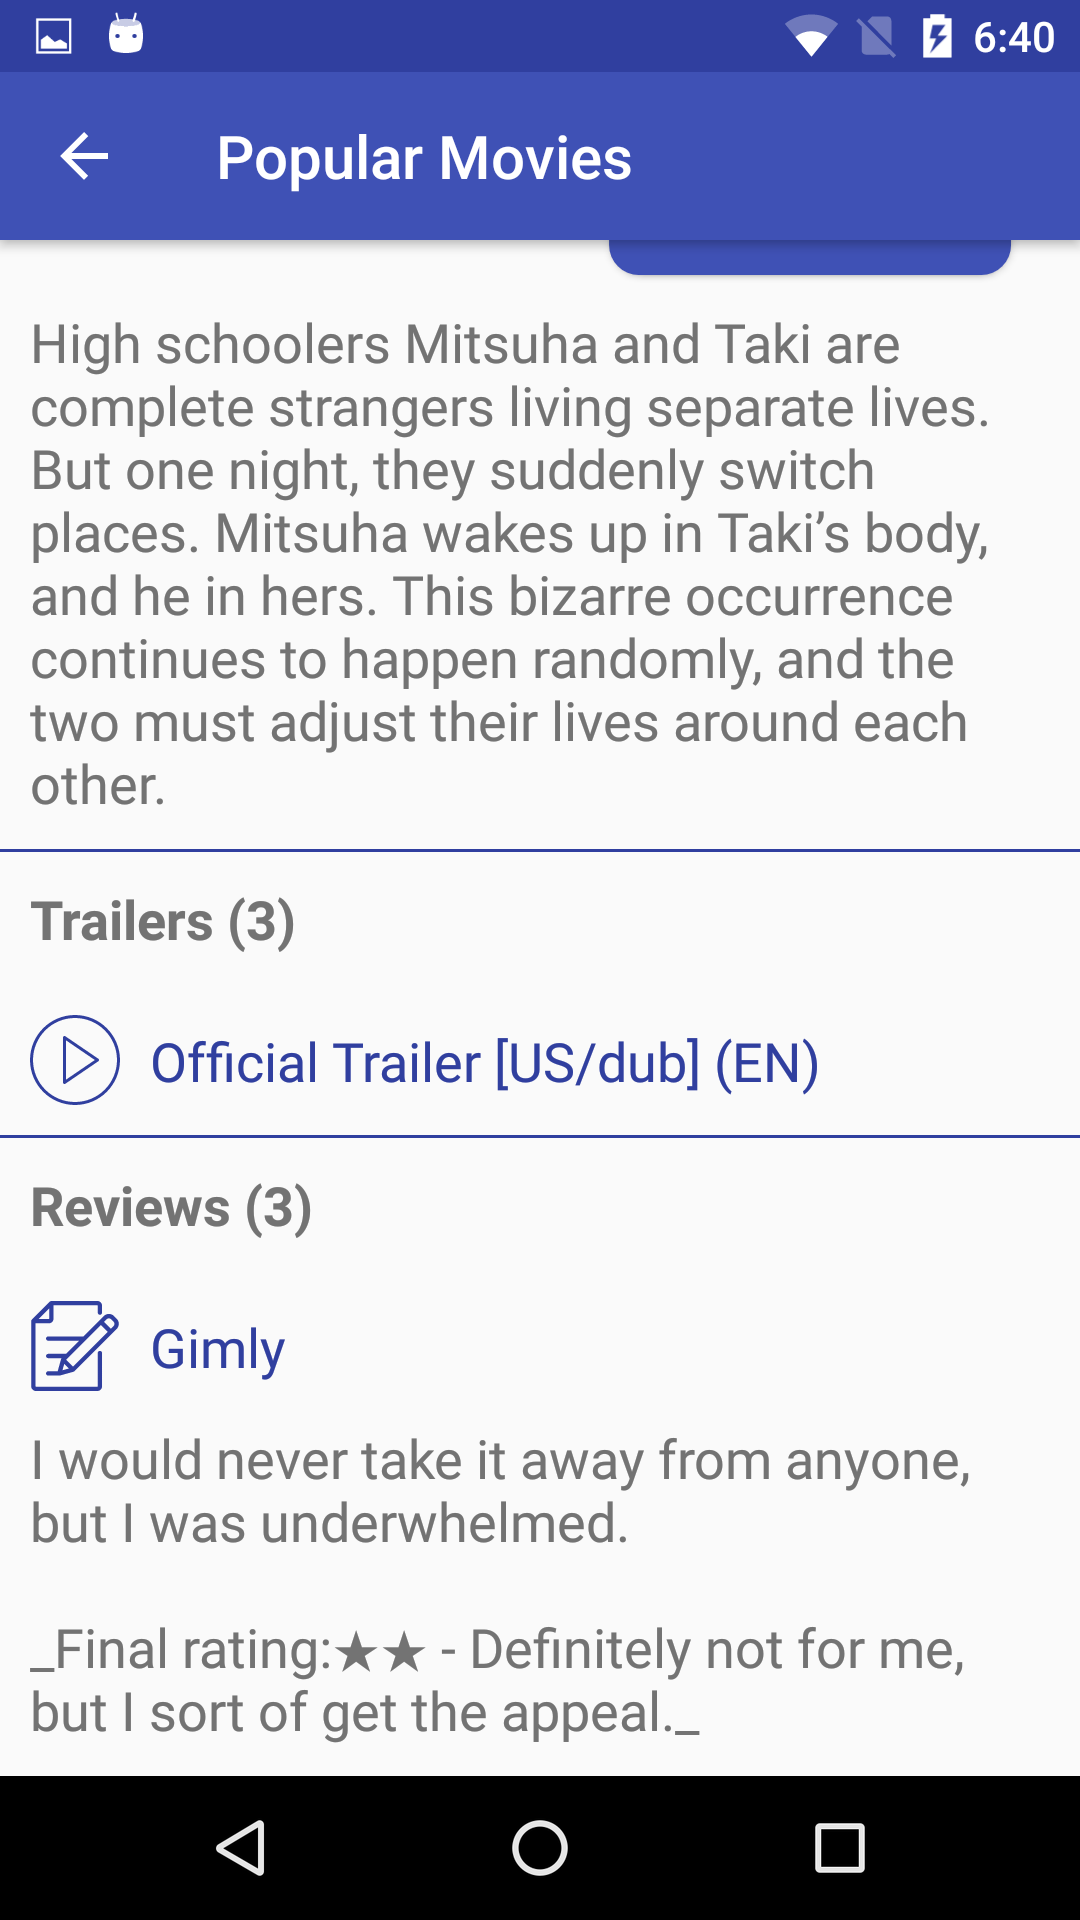 6:40
Popular Movies
High schoolers Mitsuha and Taki are
complete strangers living separate lives.
But one night, they suddenly switch
places. Mitsuha wakes up in Taki’s body,
and he in hers. This bizarre occurrence
continues to happen randomly, and the
two must adjust their lives around each
other.
Trailers (3)
Official Trailer [US/dub] (EN)
Reviews (3)
Gimly
I would never take it away from anyone,
but I was underwhelmed.
_Final rating:★★ - Definitely not for me,
but I sort of get the appeal._